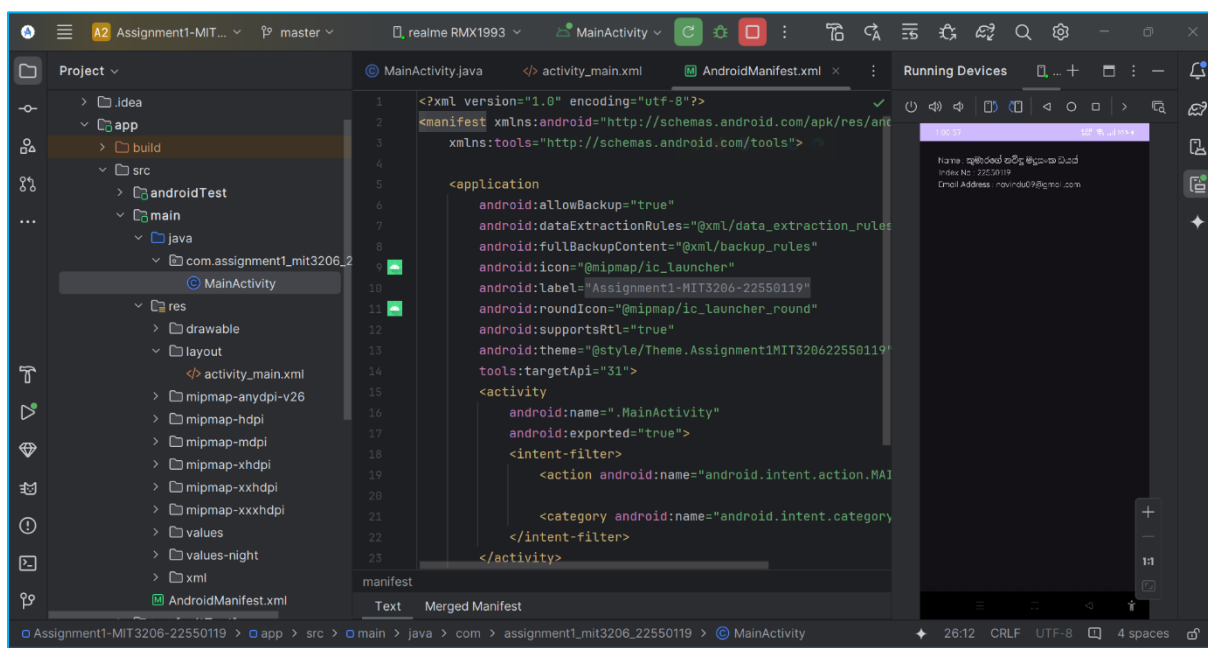 A2 Assignment1-MIT... master realme RMX1993 MainActivity
Project
.idea
app
build
src
androidTest
main
java
com.assignment1_mit3206_2
MainActivity
res
drawable
layout
activity_main.xml
mipmap-anydpi-v26
mipmap-hdpi
mipmap-mdpi
mipmap-xhdpi
mipmap-xxhdpi
mipmap-xxxhdpi
values
values-night
xml
AndroidManifest.xml
MainActivity.java activity_main.xml AndroidManifest.xml
1 <?xml version="1.0" encoding="utf-8"?>
2 <manifest xmlns:android="http://schemas.android.com/apk/res/and
3 xmlns:tools="http://schemas.android.com/tools">
4
5 <application
6 android:allowBackup="true"
7 android:dataExtractionRules="@xml/data_extraction_rules
8 android:fullBackupContent="@xml/backup_rules"
9 android:icon="@mipmap/ic_launcher"
10 android:label="Assignment1-MIT3206-22550119"
11 android:roundIcon="@mipmap/ic_launcher_round"
12 android:supportsRtl="true"
13 android:theme="@style/Theme.Assignment1MIT320622550119"
14 tools:targetApi="31">
15 <activity
16 android:name=".MainActivity"
17 android:exported="true">
18 <intent-filter>
19 <action android:name="android.intent.action.MAI
20
21 <category android:name="android.intent.category
22 </intent-filter>
23 </activity>
manifest
Text Merged Manifest
Running Devices
1:00:57
Name : කුමාරගේ නවිඳු මදුසංක ඩයස්
Index No : 22550119
Email Address : navindu09@gmail.com
1:1
Assignment1-MIT3206-22550119 > app > src > main > java > com > assignment1_mit3206_22550119 > MainActivity
26:12 CRLF UTF-8 4 spaces